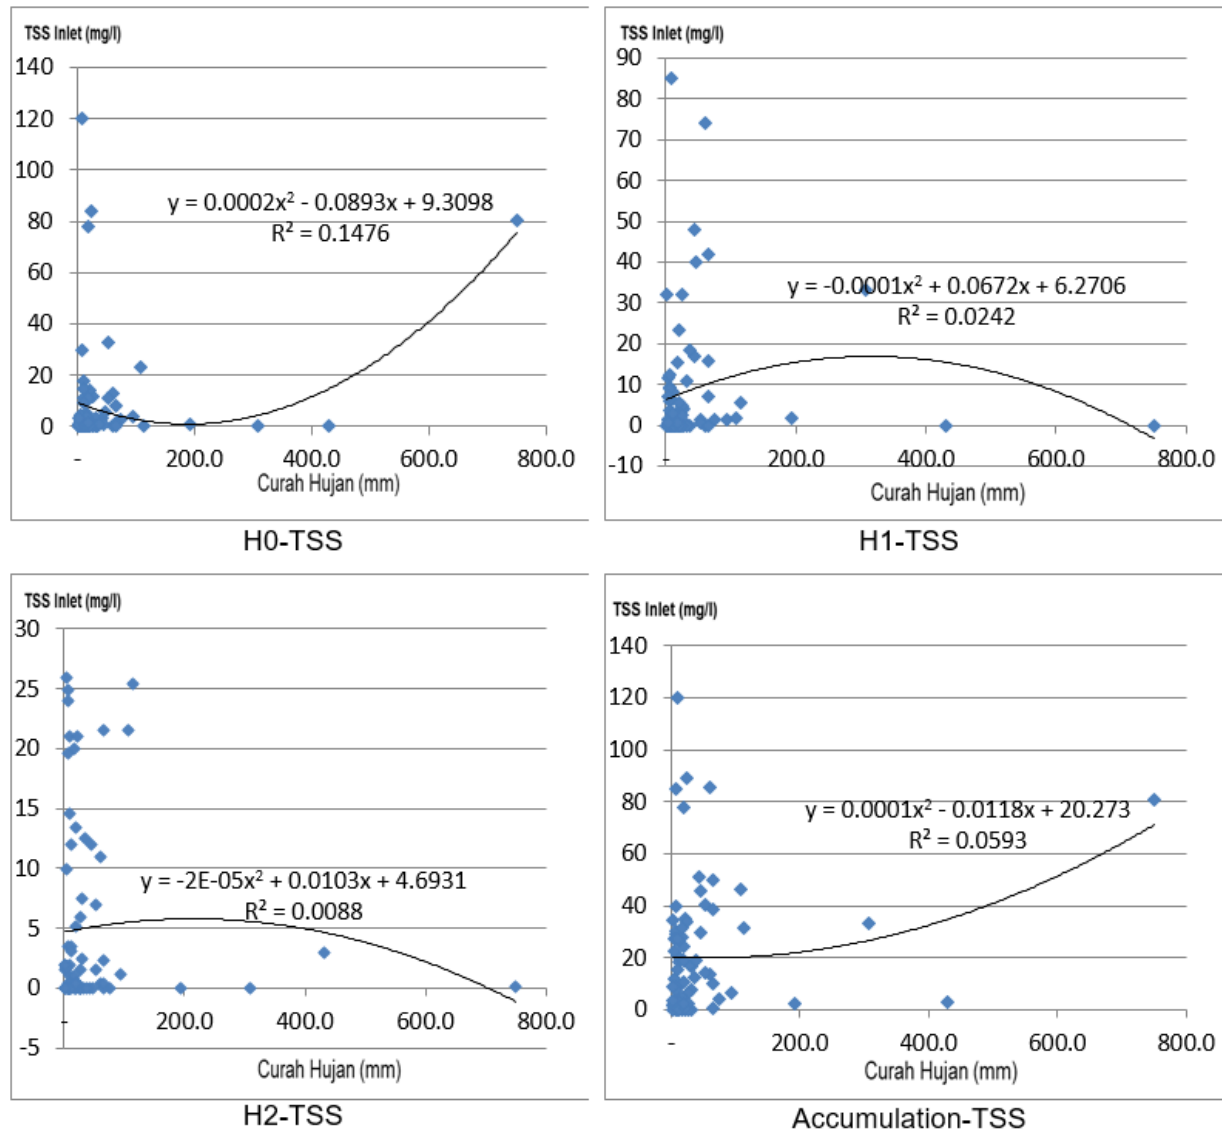 TSS Inlet (mg/l)
140
120
100
80
60
40
20
0
y = 0.0002x² - 0.0893x + 9.3098
R² = 0.1476
- 200.0 400.0 600.0 800.0
Curah Hujan (mm)
H0-TSS
TSS Inlet (mg/l)
90
80
70
60
50
40
30
20
10
0
-10
y = -0.0001x² + 0.0672x + 6.2706
R² = 0.0242
- 200.0 400.0 600.0 800.0
Curah Hujan (mm)
H1-TSS
TSS Inlet (mg/l)
30
25
20
15
10
5
0
-5
y = -2E-05x² + 0.0103x + 4.6931
R² = 0.0088
- 200.0 400.0 600.0 800.0
Curah Hujan (mm)
H2-TSS
TSS Inlet (mg/l)
140
120
100
80
60
40
20
0
y = 0.0001x² - 0.0118x + 20.273
R² = 0.0593
- 200.0 400.0 600.0 800.0
Curah Hujan (mm)
Accumulation-TSS